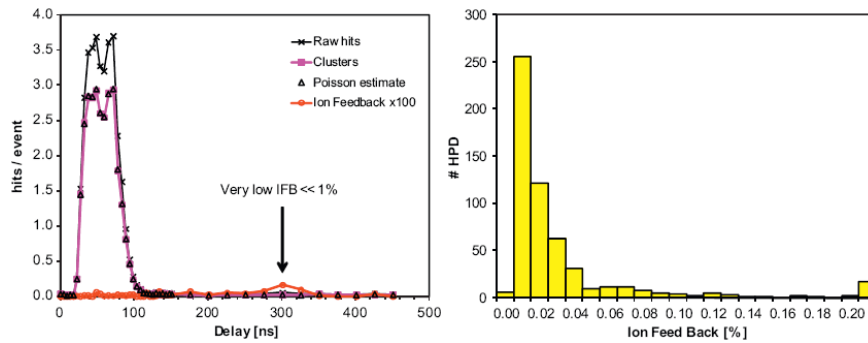 4.0
3.5
3.0
2.5
2.0
1.5
1.0
0.5
0.0
hits / event
Raw hits
Clusters
Poisson estimate
Ion Feedback x100
Very low IFB << 1%
0 100 200 300 400 500
Delay [ns]
300
250
200
150
100
50
0
# HPD
0.00 0.02 0.04 0.06 0.08 0.10 0.12 0.14 0.16 0.18 0.20
Ion Feed Back [%]